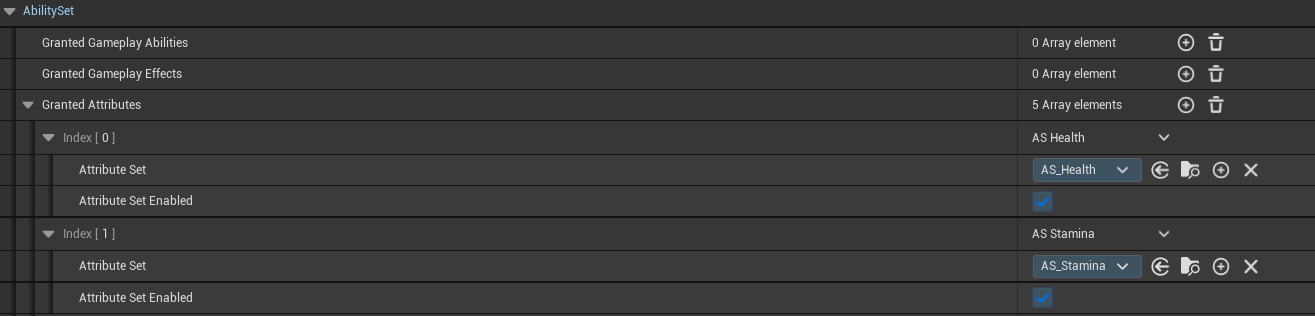 AbilitySet
Granted Gameplay Abilities 0 Array element
Granted Gameplay Effects 0 Array element
Granted Attributes 5 Array elements
Index [ 0 ] AS Health
Attribute Set AS_Health
Attribute Set Enabled
Index [ 1 ] AS Stamina
Attribute Set AS_Stamina
Attribute Set Enabled